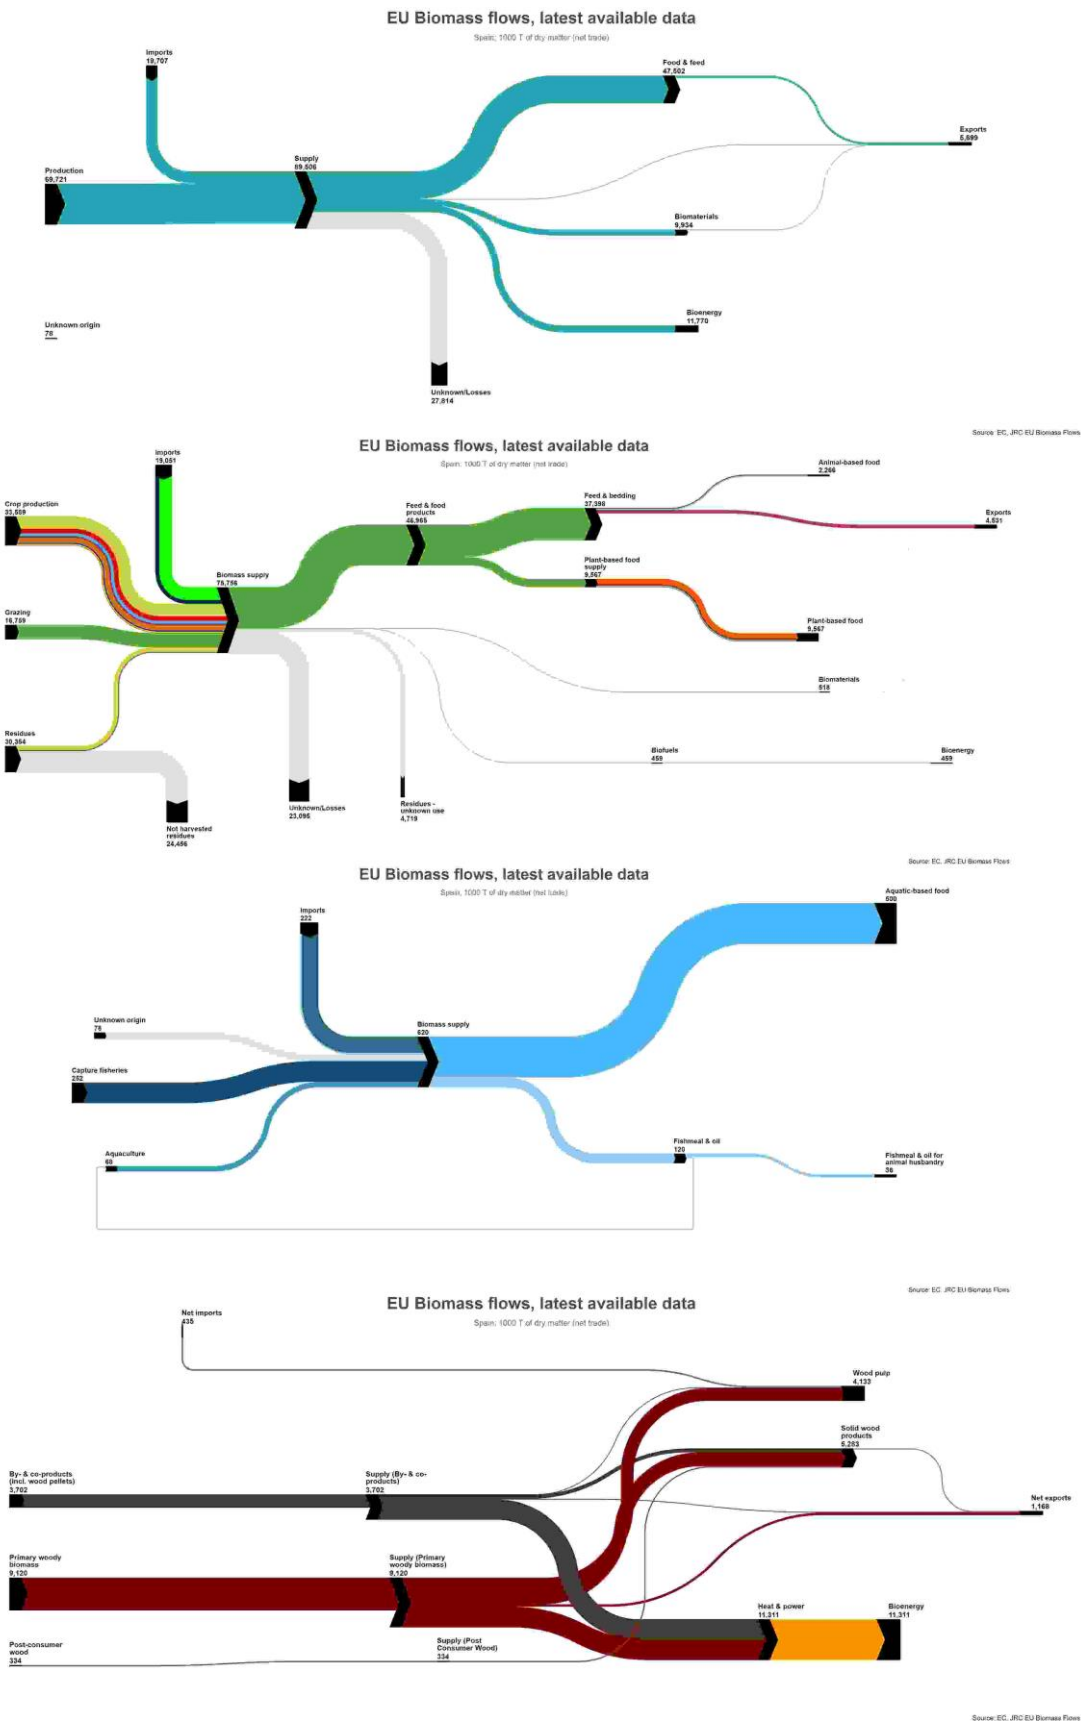 EU Biomass flows, latest available data
Spain; 1000 T of dry matter (net trade)
Imports
19,707
Food & feed
47,502
Exports
5,899
Supply
89,506
Production
69,721
Biomaterials
9,934
Bioenergy
11,770
Unknown origin
78
Unknown/Losses
27,814
Source: EC, JRC EU Biomass Flows
EU Biomass flows, latest available data
Spain; 1000 T of dry matter (net trade)
Imports
19,051
Animal-based food
2,266
Crop production
33,509
Feed & food
products
46,965
Feed & bedding
37,398
Exports
4,531
Biomass supply
75,756
Plant-based food
supply
9,567
Grazing
16,759
Plant-based food
9,567
Biomaterials
518
Residues
30,364
Biofuels
459
Bioenergy
459
Unknown/Losses
23,095
Residues -
unknown use
4,719
Not harvested
residues
24,456
Source: EC, JRC EU Biomass Flows
EU Biomass flows, latest available data
Spain; 1000 T of dry matter (net trade)
Aquatic-based food
500
Imports
222
Unknown origin
78
Biomass supply
620
Capture fisheries
252
Aquaculture
68
Fishmeal & oil
120
Fishmeal & oil for
animal husbandry
36
Source: EC, JRC EU Biomass Flows
EU Biomass flows, latest available data
Spain; 1000 T of dry matter (net trade)
Net imports
435
Wood pulp
4,133
Solid wood
products
5,283
By- & co-products
(incl. wood pellets)
3,702
Supply (By- & co-
products)
3,702
Net exports
1,168
Primary woody
biomass
9,120
Supply (Primary
woody biomass)
9,120
Heat & power
11,311
Bioenergy
11,311
Post-consumer
wood
334
Supply (Post
Consumer Wood)
334
Source: EC, JRC EU Biomass Flows